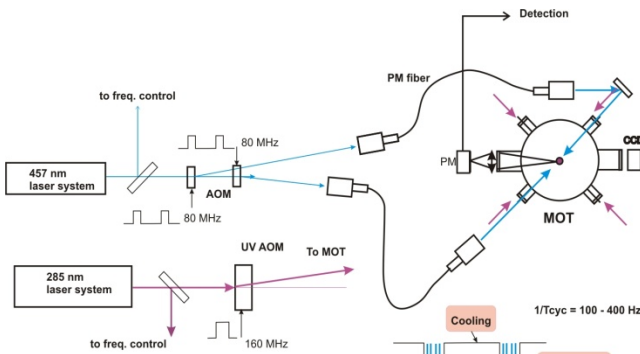 Detection
PM fiber
to freq. control
80 MHz
457 nm
laser system
PM
CCD
AOM
80 MHz
MOT
UV AOM
To MOT
285 nm
laser system
1/Tcyc = 100 - 400 Hz
Cooling
to freq. control
160 MHz